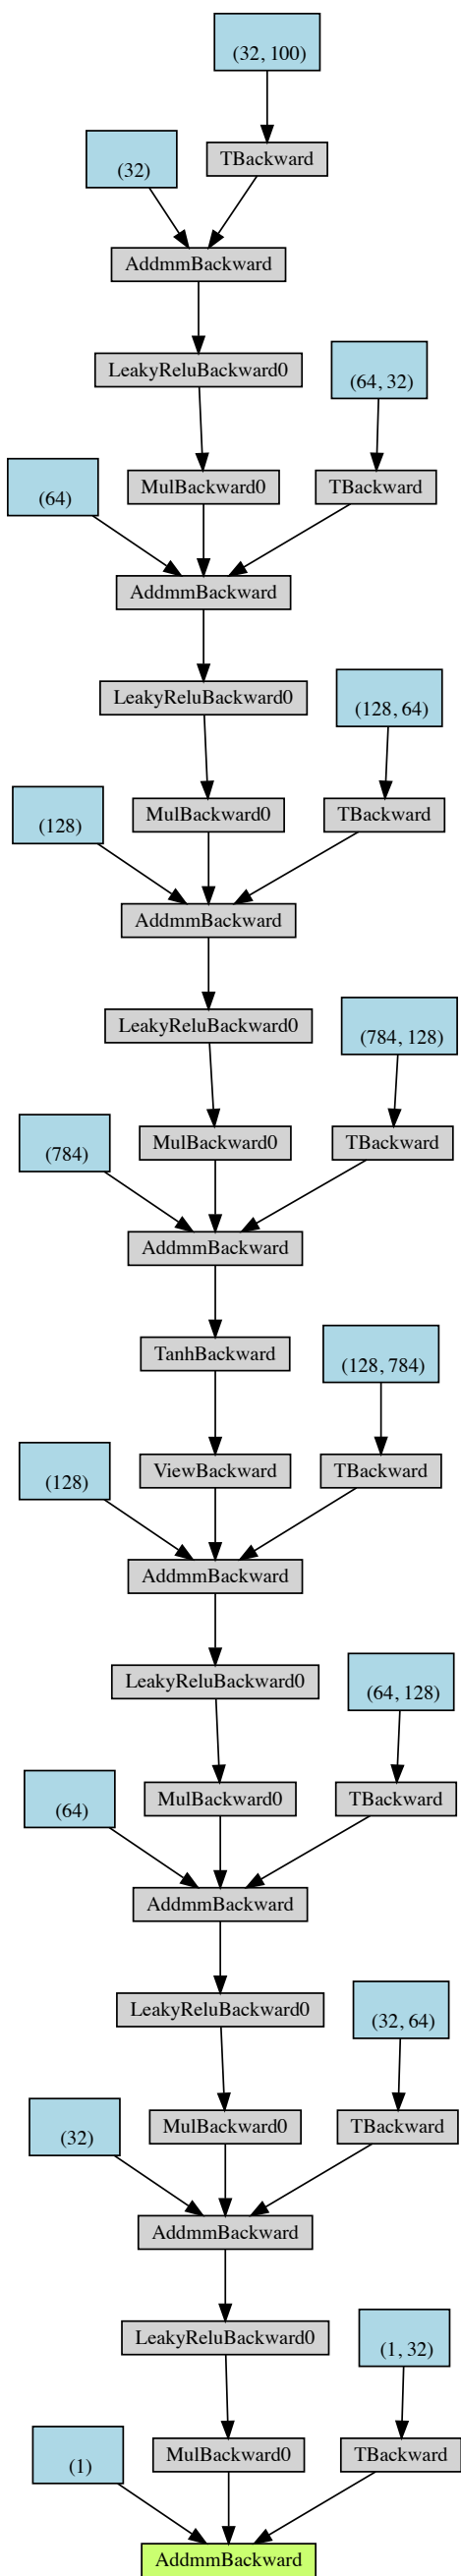 (32, 100)
TBackward
(32)
AddmmBackward
LeakyReluBackward0
(64, 32)
MulBackward0
TBackward
(64)
AddmmBackward
LeakyReluBackward0
(128, 64)
MulBackward0
TBackward
(128)
AddmmBackward
LeakyReluBackward0
(784, 128)
MulBackward0
TBackward
(784)
AddmmBackward
TanhBackward
(128, 784)
ViewBackward
TBackward
(128)
AddmmBackward
LeakyReluBackward0
(64, 128)
MulBackward0
TBackward
(64)
AddmmBackward
LeakyReluBackward0
(32, 64)
MulBackward0
TBackward
(32)
AddmmBackward
LeakyReluBackward0
(1, 32)
MulBackward0
TBackward
(1)
AddmmBackward